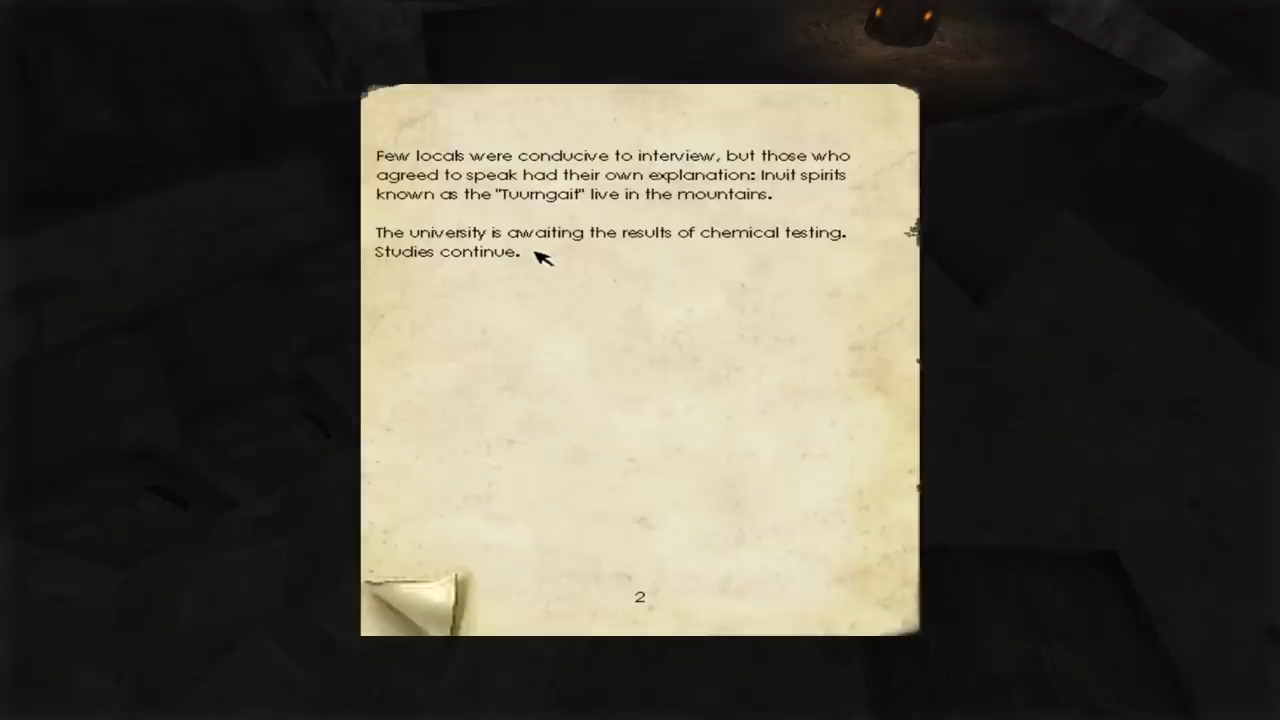 Few locals were conducive to interview, but those who
agreed to speak had their own explanation: Inuit spirits
known as the "Tuurngait" live in the mountains.
The university is awaiting the results of chemical testing.
Studies continue.
2